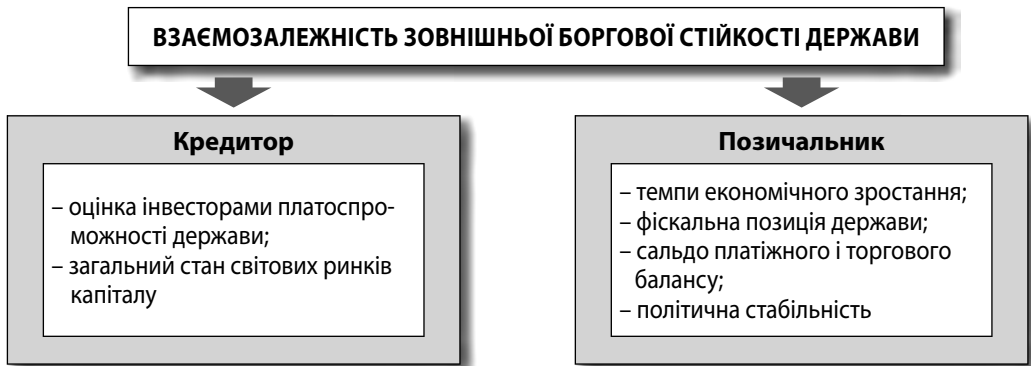 ВЗАЄМОЗАЛЕЖНІСТЬ ЗОВНІШНЬОЇ БОРГОВОЇ СТІЙКОСТІ ДЕРЖАВИ
Кредитор
– оцінка інвесторами платоспро-
можності держави;
– загальний стан світових ринків
капіталу
Позичальник
– темпи економічного зростання;
– фіскальна позиція держави;
– сальдо платіжного і торгового
балансу;
– політична стабільність